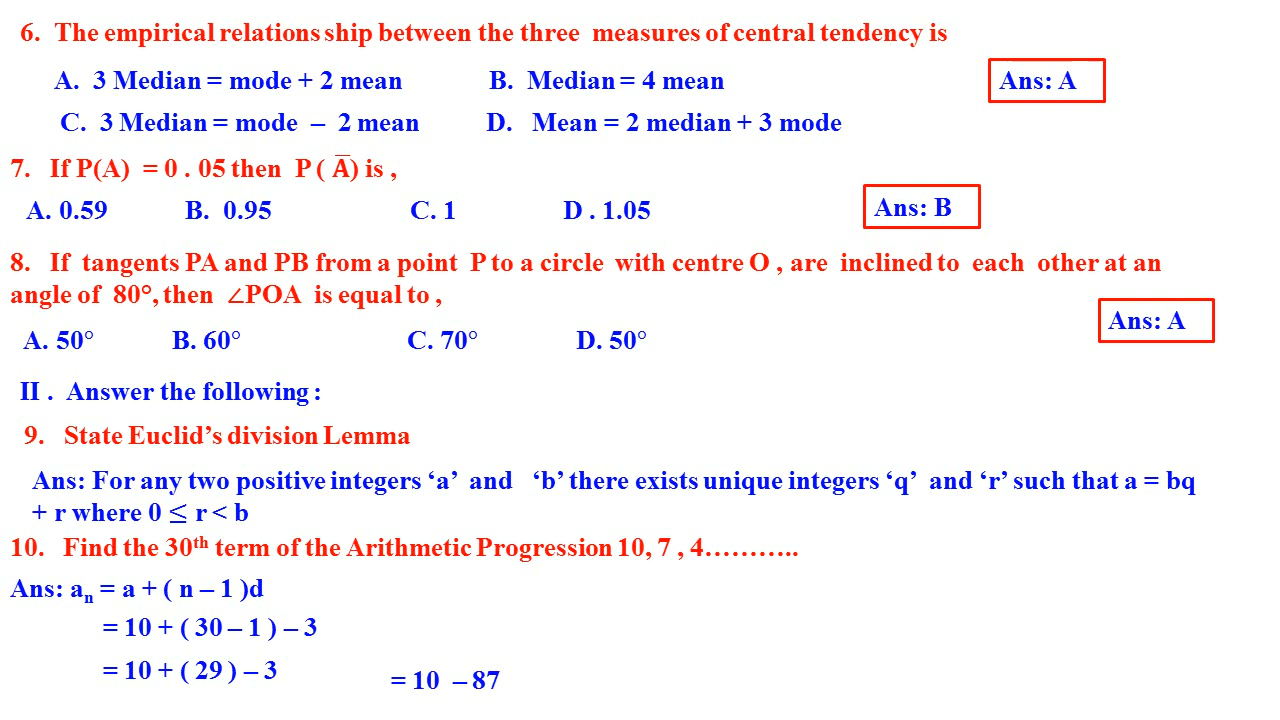 6. The empirical relations ship between the three measures of central tendency is
A. 3 Median = mode + 2 mean B. Median = 4 mean Ans: A
C. 3 Median = mode – 2 mean D. Mean = 2 median + 3 mode
7. If P(A) = 0 . 05 then P ( A̅) is ,
A. 0.59 B. 0.95 C. 1 D . 1.05 Ans: B
8. If tangents PA and PB from a point P to a circle with centre O , are inclined to each other at an
angle of 80°, then ∠POA is equal to ,
Ans: A
A. 50° B. 60° C. 70° D. 50°
II . Answer the following :
9. State Euclid’s division Lemma
Ans: For any two positive integers ‘a’ and ‘b’ there exists unique integers ‘q’ and ‘r’ such that a = bq
+ r where 0 ≤ r < b
10. Find the 30th term of the Arithmetic Progression 10, 7 , 4………..
Ans: an = a + ( n – 1 )d
= 10 + ( 30 – 1 ) – 3
= 10 + ( 29 ) – 3 = 10 – 87